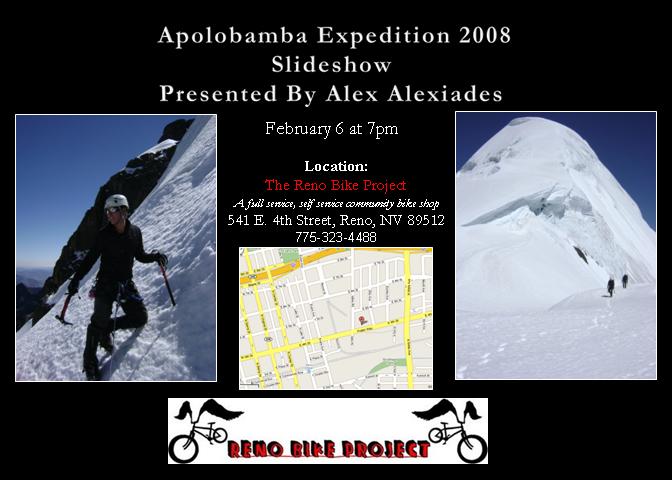 Apolobamba Expedition 2008
Slideshow
Presented By Alex Alexiades
February 6 at 7pm
Location:
The Reno Bike Project
A full service, self service community bike shop
541 E. 4th Street, Reno, NV 89512
775-323-4488
RENO BIKE PROJECT